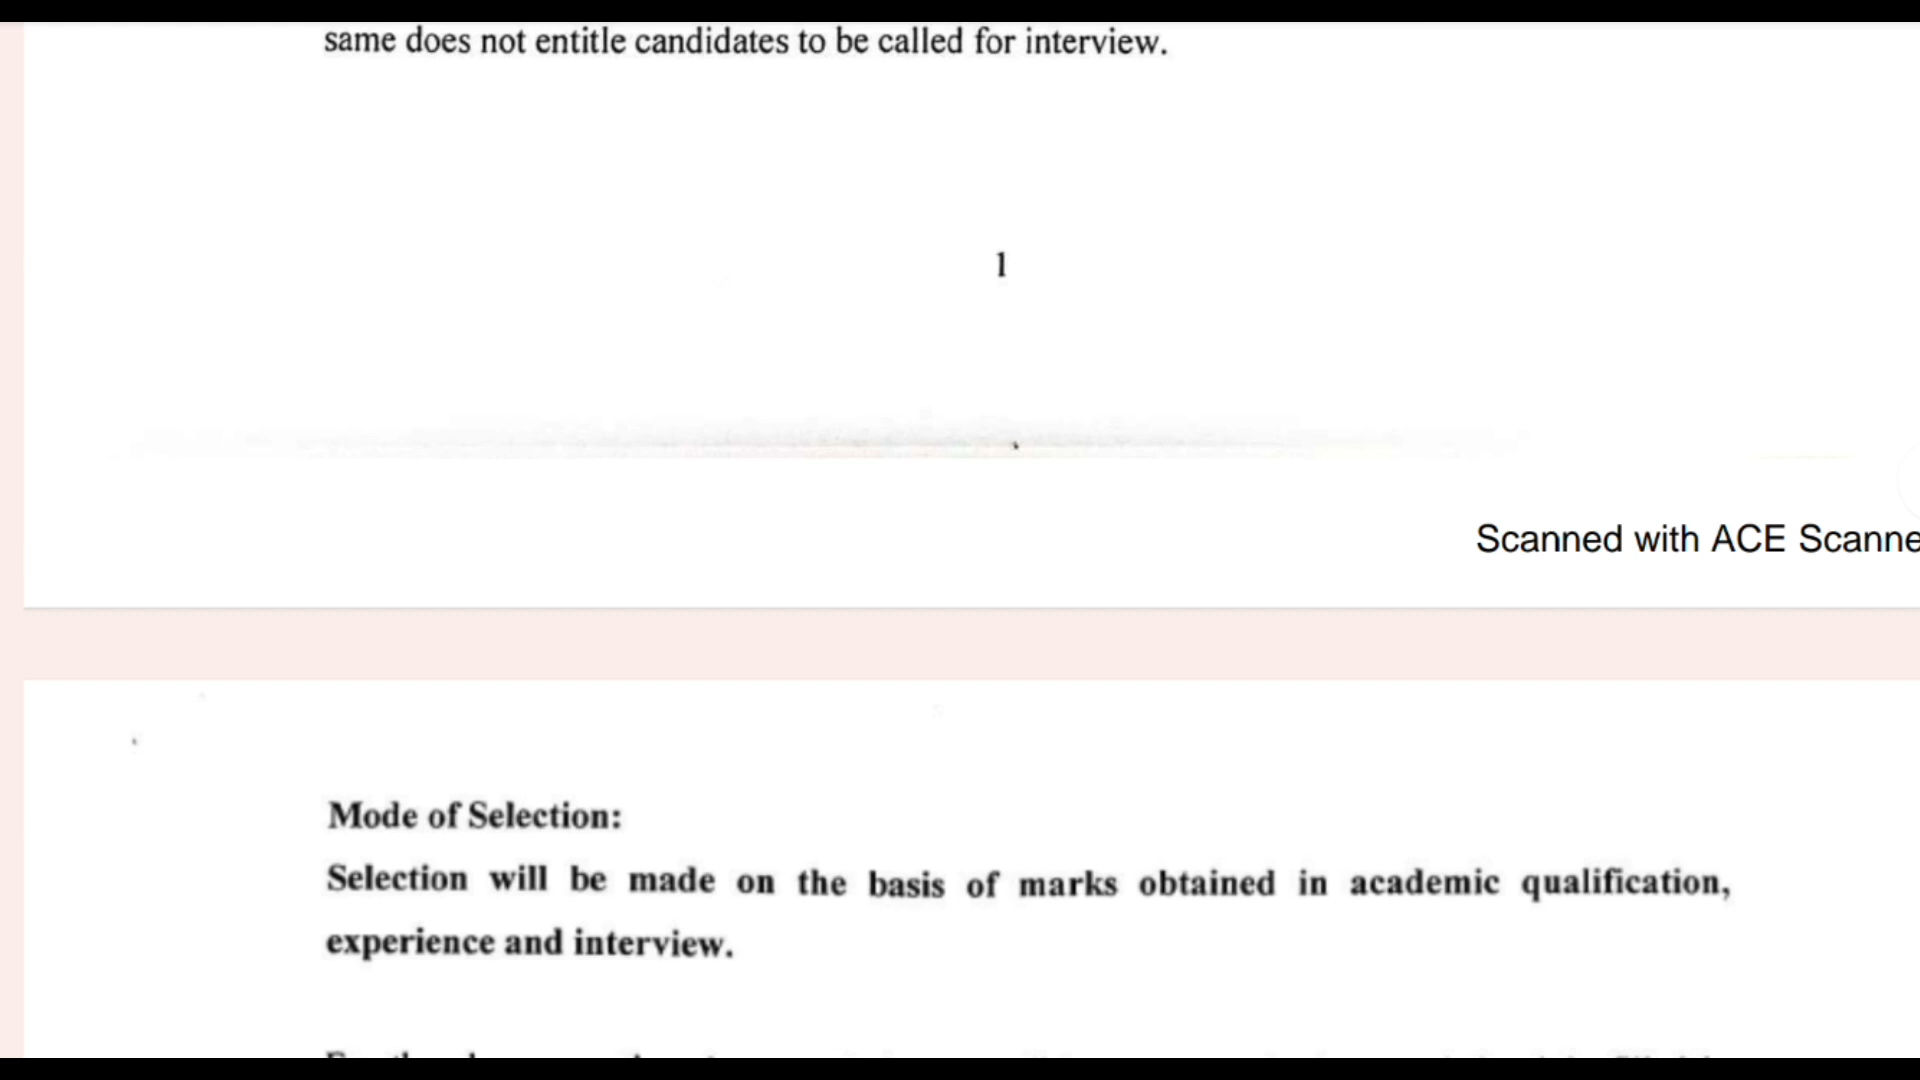 same does not entitle candidates to be called for interview.
1
Scanned with ACE Scanne
Mode of Selection:
Selection will be made on the basis of marks obtained in academic qualification,
experience and interview.